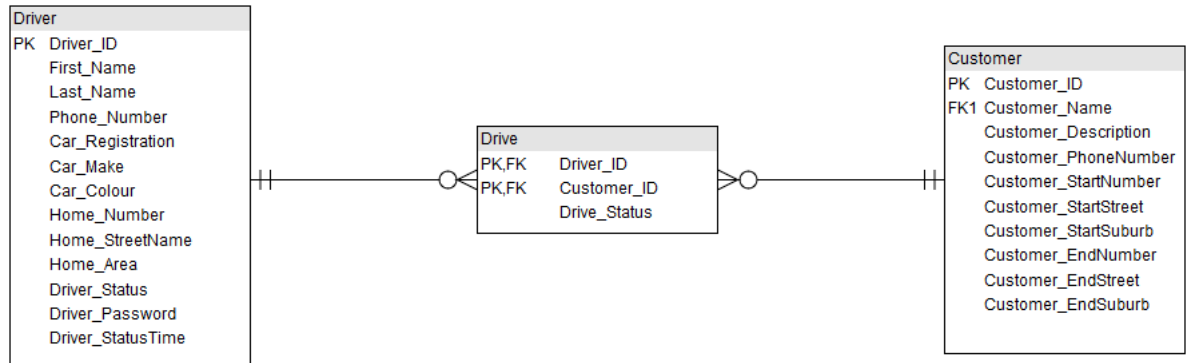 Driver
PK Driver_ID
First_Name
Last_Name
Phone_Number
Car_Registration
Car_Make
Car_Colour
Home_Number
Home_StreetName
Home_Area
Driver_Status
Driver_Password
Driver_StatusTime
Drive
PK,FK Driver_ID
PK,FK Customer_ID
Drive_Status
Customer
PK Customer_ID
FK1 Customer_Name
Customer_Description
Customer_PhoneNumber
Customer_StartNumber
Customer_StartStreet
Customer_StartSuburb
Customer_EndNumber
Customer_EndStreet
Customer_EndSuburb